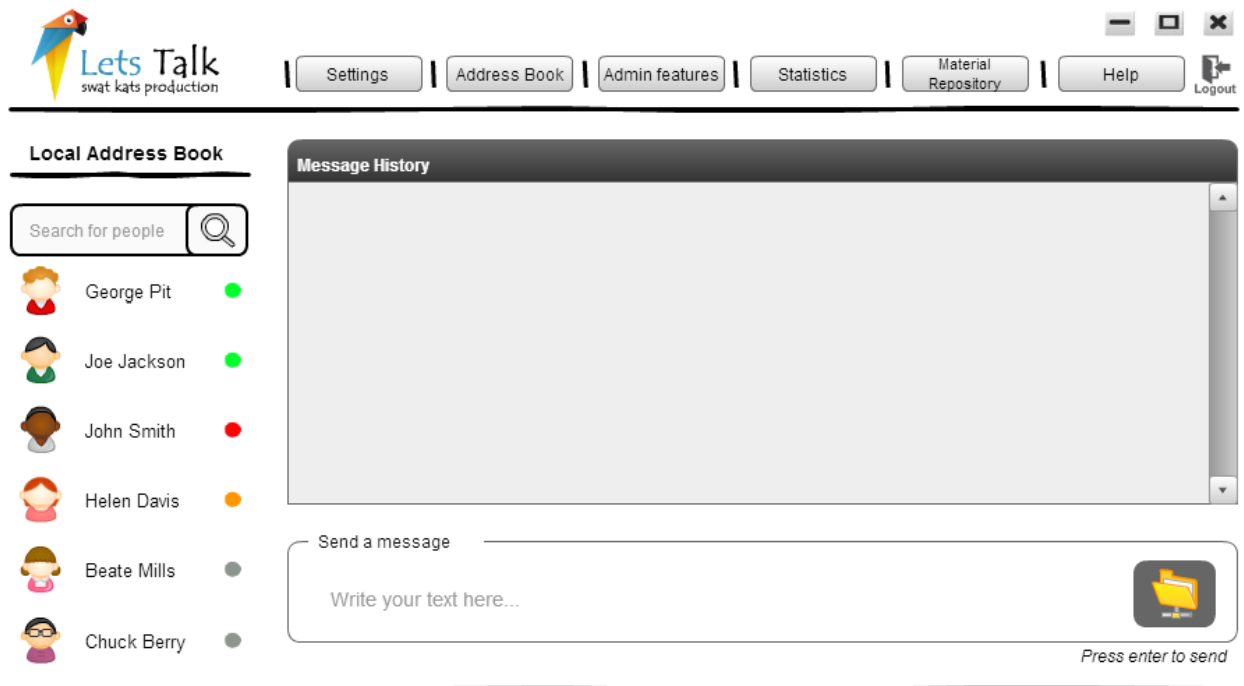 Lets Talk
swat kats production
Settings
Address Book
Admin features
Statistics
Material
Repository
Help
Logout
Local Address Book
Search for people
George Pit
Joe Jackson
John Smith
Helen Davis
Beate Mills
Chuck Berry
Message History
Send a message
Write your text here...
Press enter to send